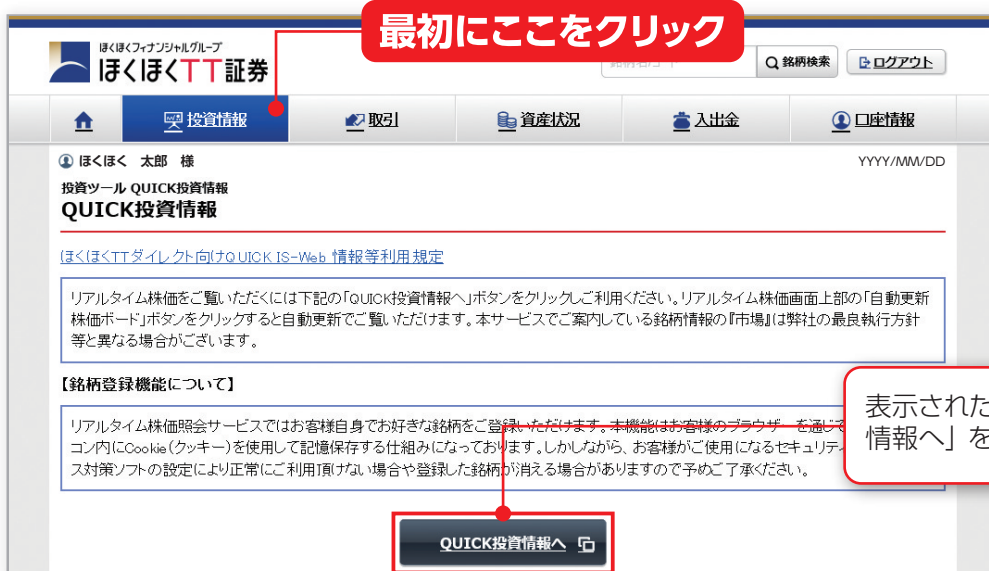 最初にここをクリック
ほくほくフィナンシャルグループ
ほくほくTT証券
銘柄検索
ログアウト
投資情報
取引
資産状況
入出金
口座情報
ほくほく 太郎 様
YYYY/MM/DD
投資ツール QUICK投資情報
QUICK投資情報
ほくほくTTダイレクト向けQUICK IS-Web 情報等利用規定
リアルタイム株価をご覧いただくには下記の「QUICK投資情報へ」ボタンをクリックしご利用ください。リアルタイム株価画面上部の「自動更新
株価ボード」ボタンをクリックすると自動更新でご覧いただけます。本サービスでご案内している銘柄情報の『市場』は弊社の最良執行方針
等と異なる場合がございます。
【銘柄登録機能について】
リアルタイム株価照会サービスではお客様自身でお好きな銘柄をご登録いただけます。本機能はお客様のブラウザーを通じて
コン内にCookie(クッキー)を使用して記憶保存する仕組みになっております。しかしながら、お客様がご使用になるセキュリティ
ス対策ソフトの設定により正常にご利用頂けない場合や登録した銘柄が消える場合がありますので予めご了承ください。
表示された
情報へ」を
QUICK投資情報へ